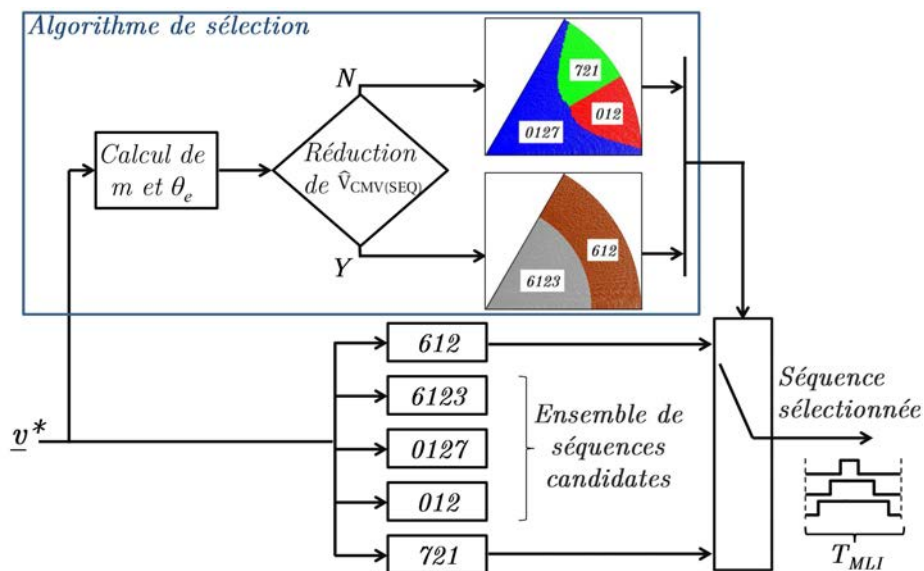 Algorithme de sélection
N
721
012
0127
Calcul de
m et θₑ
Réduction
de V̂CMV(SEQ)
Y
612
6123
612
6123
0127
012
721
Ensemble de
séquences
candidates
v*
Séquence
sélectionnée
TMLI